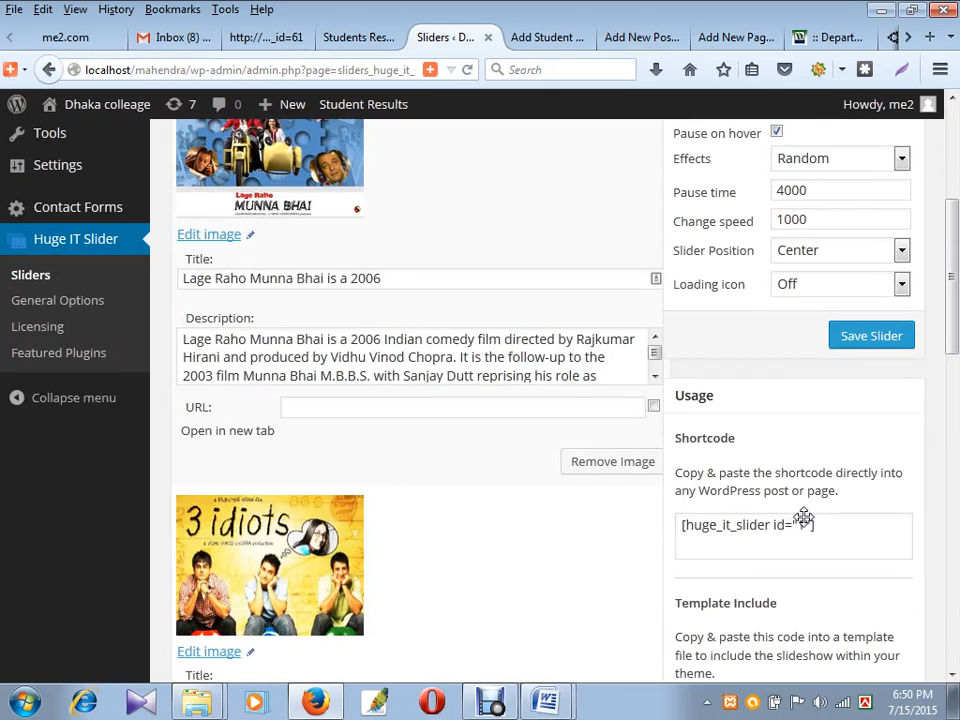 File Edit View History Bookmarks Tools Help
me2.com Inbox (8) ... http://..._id=61 Students Res... Sliders ‹ D... Add Student ... Add New Pos... Add New Pag... :: Depart...
localhost/mahendra/wp-admin/admin.php?page=sliders_huge_it_ Search
Dhaka colleage 7 0 New Student Results Howdy, me2
Tools
Settings
Contact Forms
Huge IT Slider
Sliders
General Options
Licensing
Featured Plugins
Collapse menu
Lage Raho
MUNNA BHAI
Edit image
Title:
Lage Raho Munna Bhai is a 2006
Description:
Lage Raho Munna Bhai is a 2006 Indian comedy film directed by Rajkumar
Hirani and produced by Vidhu Vinod Chopra. It is the follow-up to the
2003 film Munna Bhai M.B.B.S. with Sanjay Dutt reprising his role as
URL:
Open in new tab
Remove Image
3 idiots
Edit image
Title:
Pause on hover
Effects Random
Pause time 4000
Change speed 1000
Slider Position Center
Loading icon Off
Save Slider
Usage
Shortcode
Copy & paste the shortcode directly into
any WordPress post or page.
[huge_it_slider id="
Template Include
Copy & paste this code into a template
file to include the slideshow within your
theme.
6:50 PM
7/15/2015